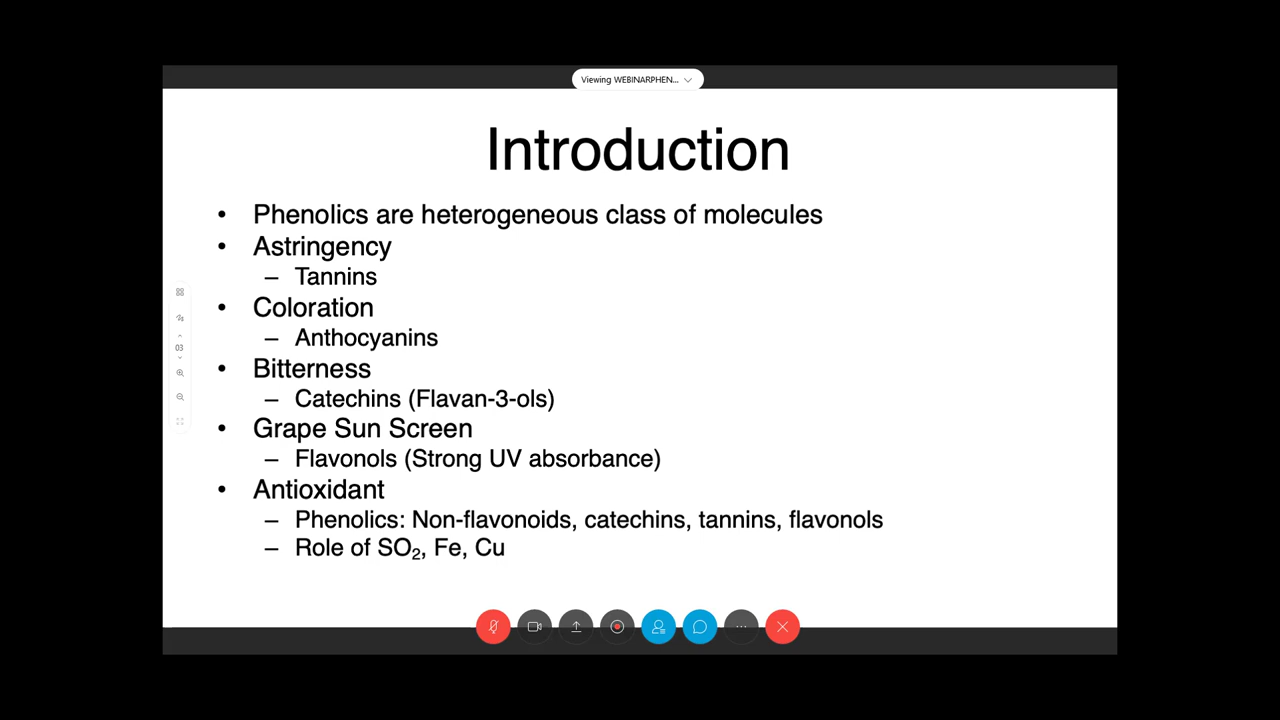 Viewing WEBINARPHEN...
Introduction
• Phenolics are heterogeneous class of molecules
• Astringency
– Tannins
• Coloration
– Anthocyanins
• Bitterness
– Catechins (Flavan-3-ols)
• Grape Sun Screen
– Flavonols (Strong UV absorbance)
• Antioxidant
– Phenolics: Non-flavonoids, catechins, tannins, flavonols
– Role of SO₂, Fe, Cu
03